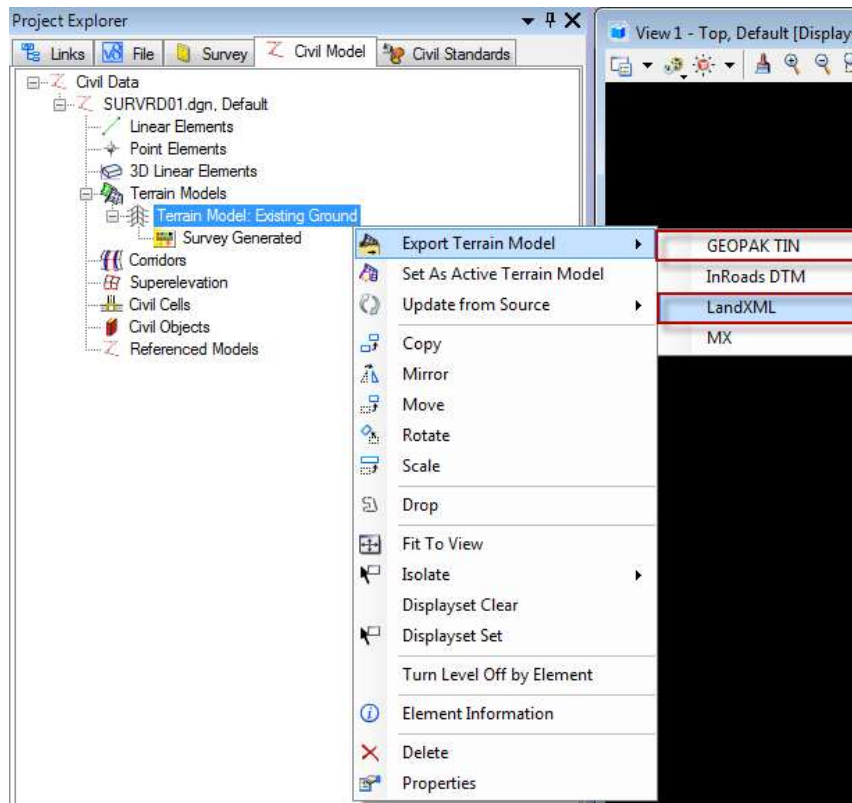 Project Explorer
Links File Survey Civil Model Civil Standards
Civil Data
SURVRD01.dgn, Default
Linear Elements
Point Elements
3D Linear Elements
Terrain Models
Terrain Model: Existing Ground
Survey Generated
Corridors
Superelevation
Civil Cells
Civil Objects
Referenced Models
Export Terrain Model
Set As Active Terrain Model
Update from Source
Copy
Mirror
Move
Rotate
Scale
Drop
Fit To View
Isolate
Displayset Clear
Displayset Set
Turn Level Off by Element
Element Information
Delete
Properties
View 1 - Top, Default [Display
GEOPAK TIN
InRoads DTM
LandXML
MX